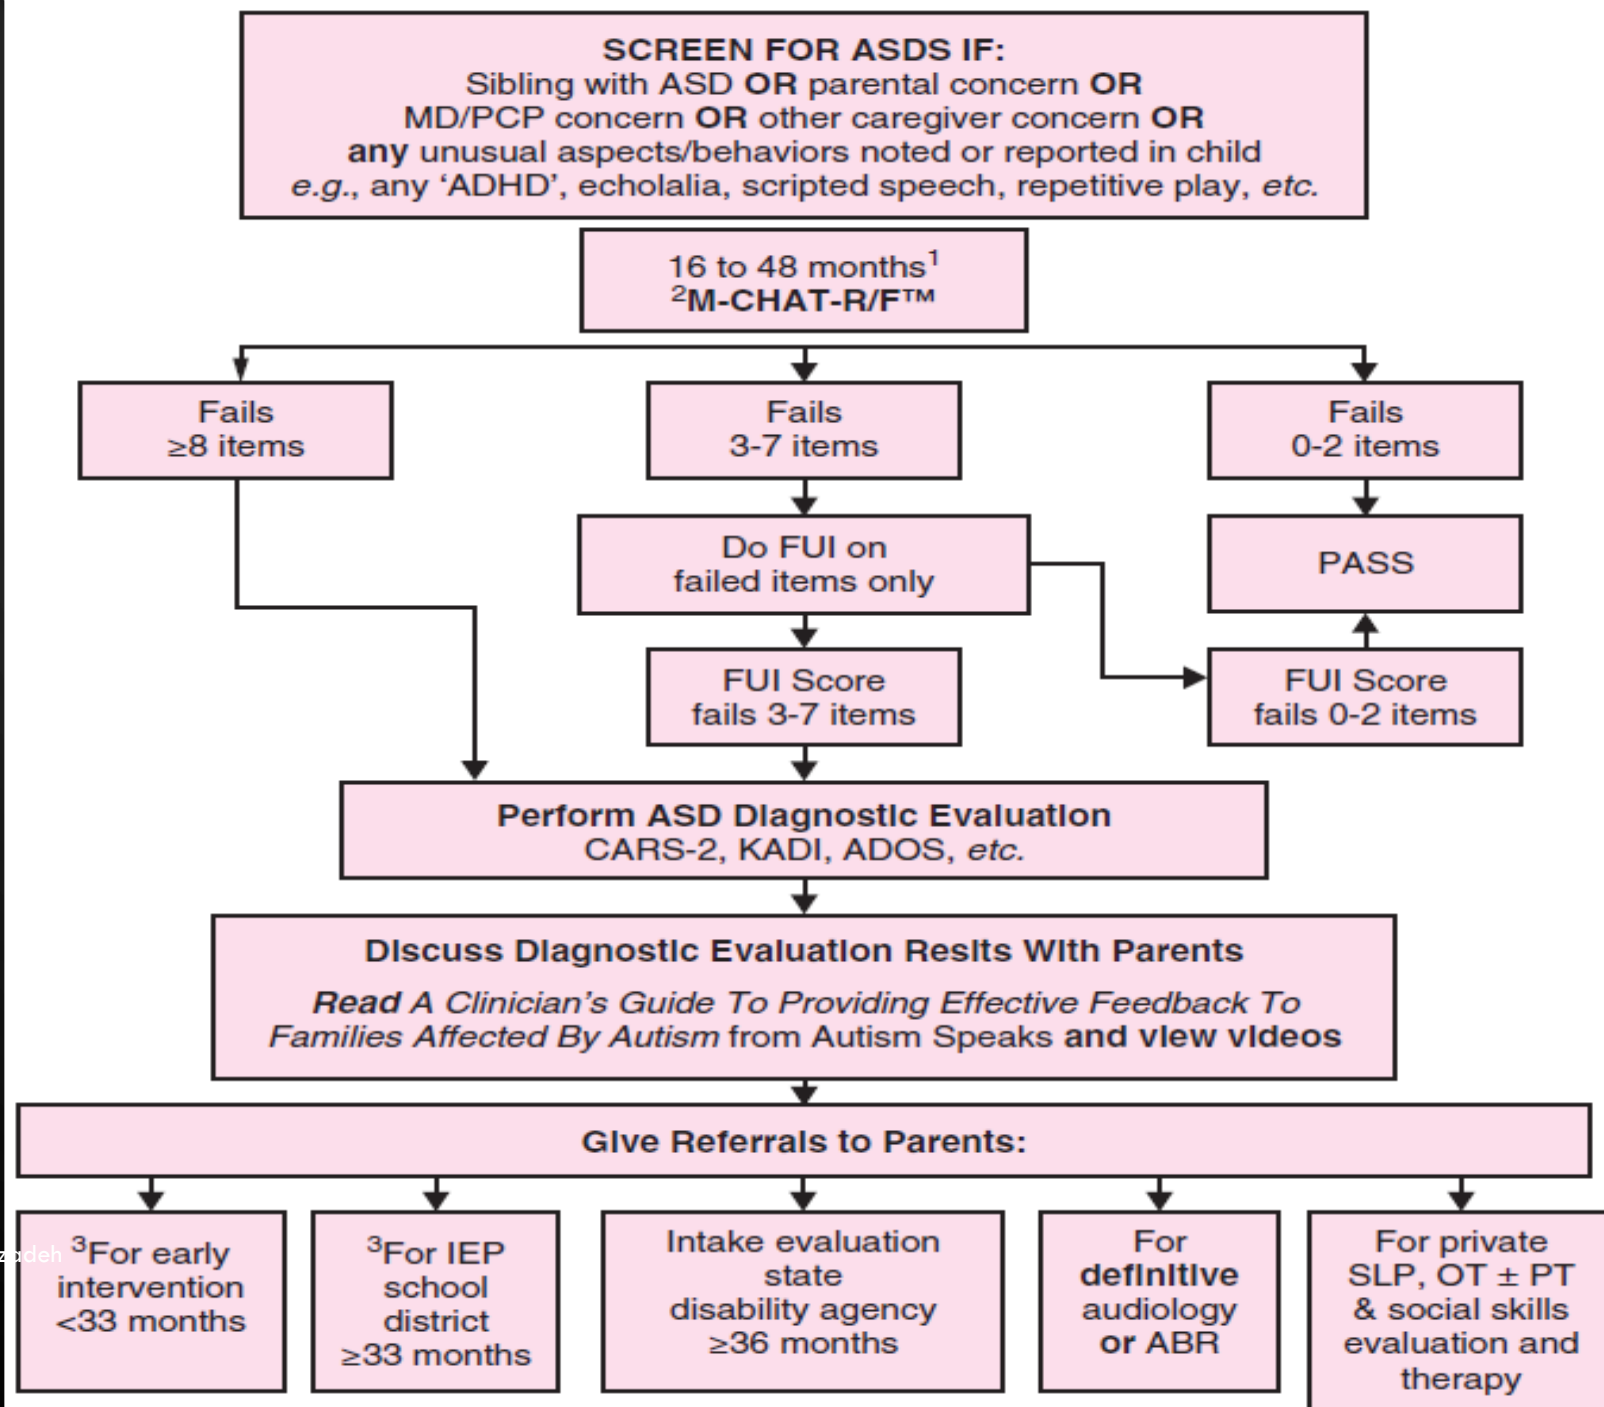 SCREEN FOR ASDS IF:
Sibling with ASD OR parental concern OR
MD/PCP concern OR other caregiver concern OR
any unusual aspects/behaviors noted or reported in child
e.g., any ‘ADHD’, echolalia, scripted speech, repetitive play, etc.
16 to 48 months¹
²M-CHAT-R/F™
Fails
≥8 items
Fails
3-7 items
Fails
0-2 items
Do FUI on
failed items only
PASS
FUI Score
fails 3-7 items
FUI Score
fails 0-2 items
Perform ASD Diagnostic Evaluation
CARS-2, KADI, ADOS, etc.
Discuss Diagnostic Evaluation Reslts With Parents
Read A Clinician’s Guide To Providing Effective Feedback To
Families Affected By Autism from Autism Speaks and view videos
Give Referrals to Parents:
³For early
intervention
<33 months
³For IEP
school
district
≥33 months
Intake evaluation
state
disability agency
≥36 months
For
definitive
audiology
or ABR
For private
SLP, OT ± PT
& social skills
evaluation and
therapy